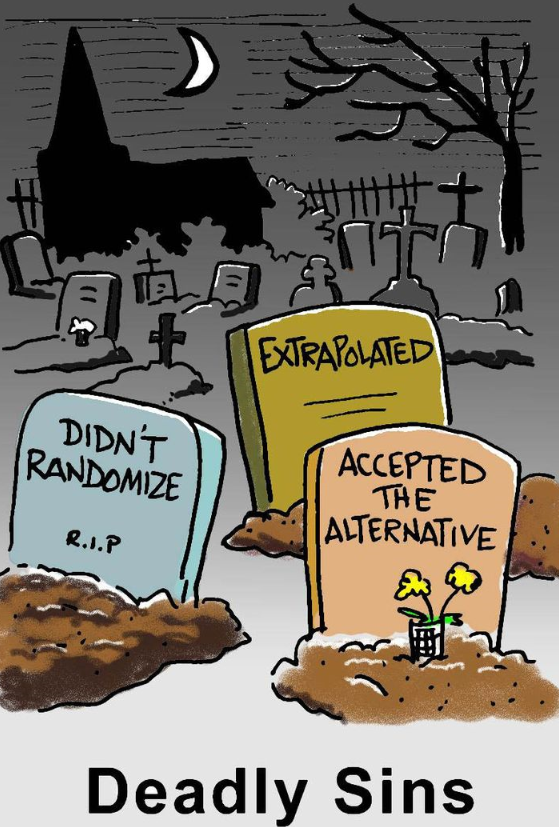 EXTRAPOLATED
DIDN'T
RANDOMIZE
R.I.P
ACCEPTED
THE
ALTERNATIVE
Deadly Sins